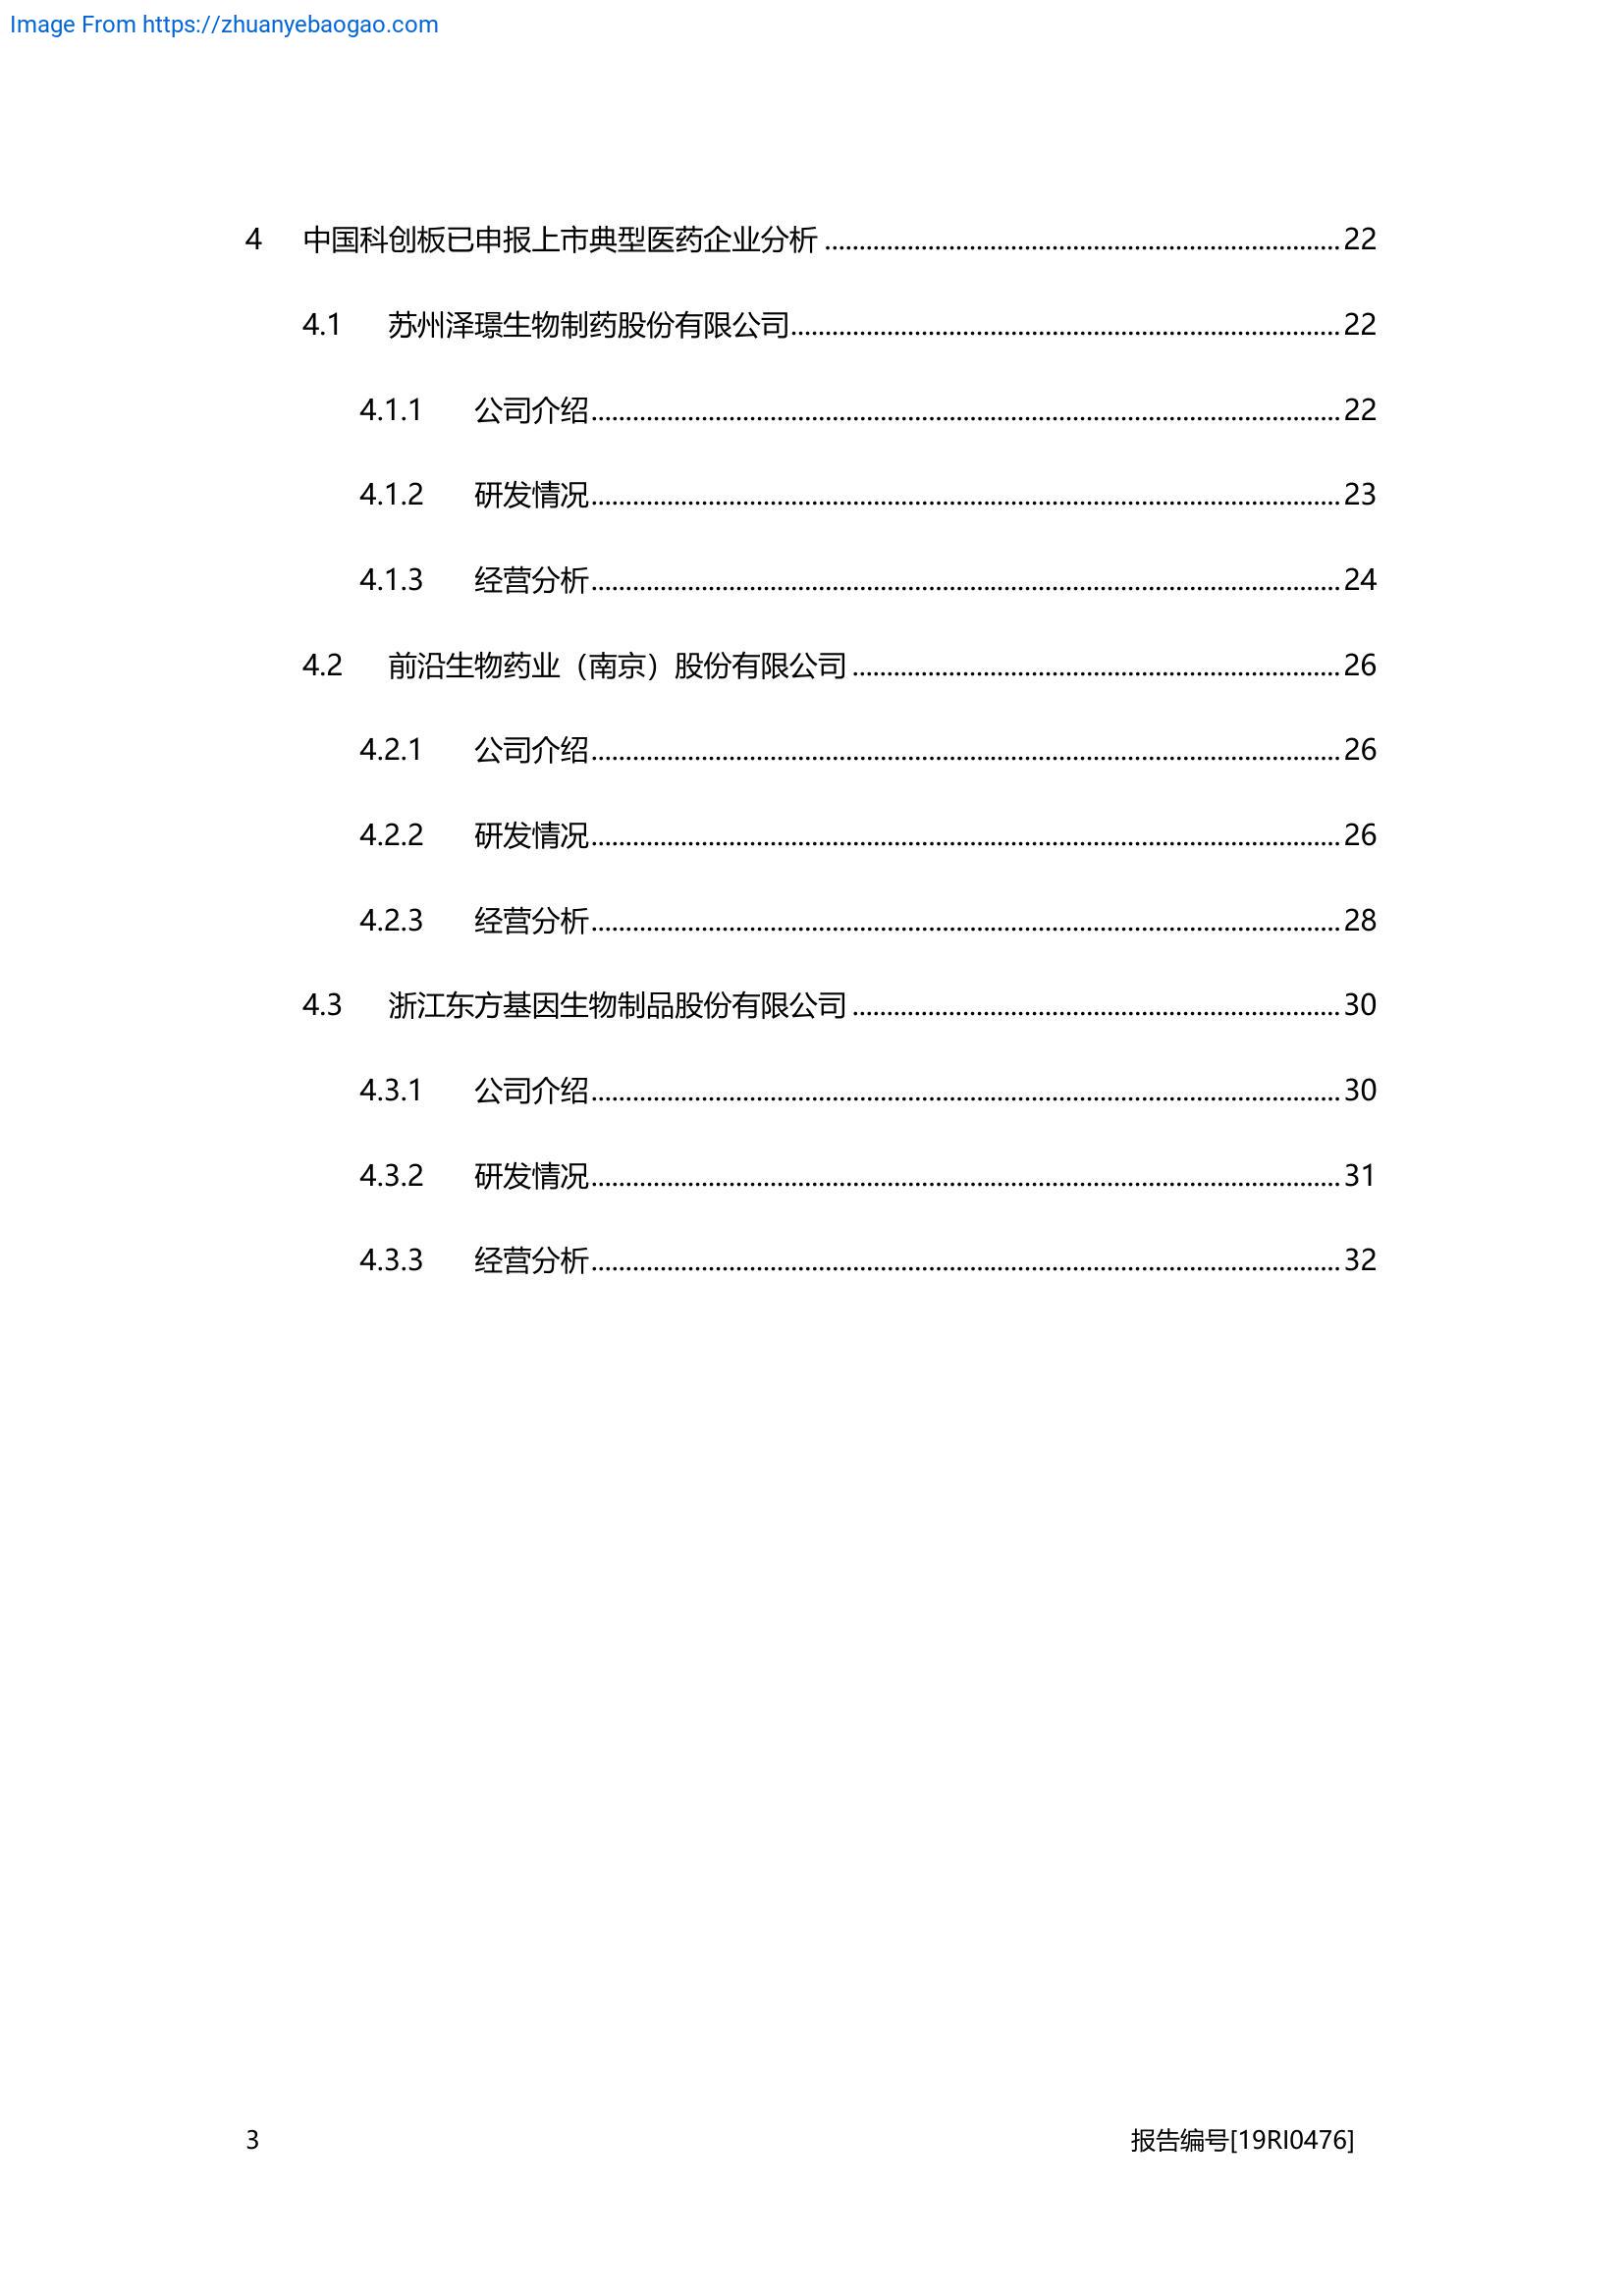 Image From https://zhuanyebaogao.com
4 中国科创板已申报上市典型医药企业分析 ........................................ 22
4.1 苏州泽璟生物制药股份有限公司........................................ 22
4.1.1 公司介绍........................................ 22
4.1.2 研发情况........................................ 23
4.1.3 经营分析........................................ 24
4.2 前沿生物药业（南京）股份有限公司 ........................................ 26
4.2.1 公司介绍........................................ 26
4.2.2 研发情况........................................ 26
4.2.3 经营分析........................................ 28
4.3 浙江东方基因生物制品股份有限公司 ........................................ 30
4.3.1 公司介绍........................................ 30
4.3.2 研发情况........................................ 31
4.3.3 经营分析........................................ 32
3 报告编号[19RI0476]